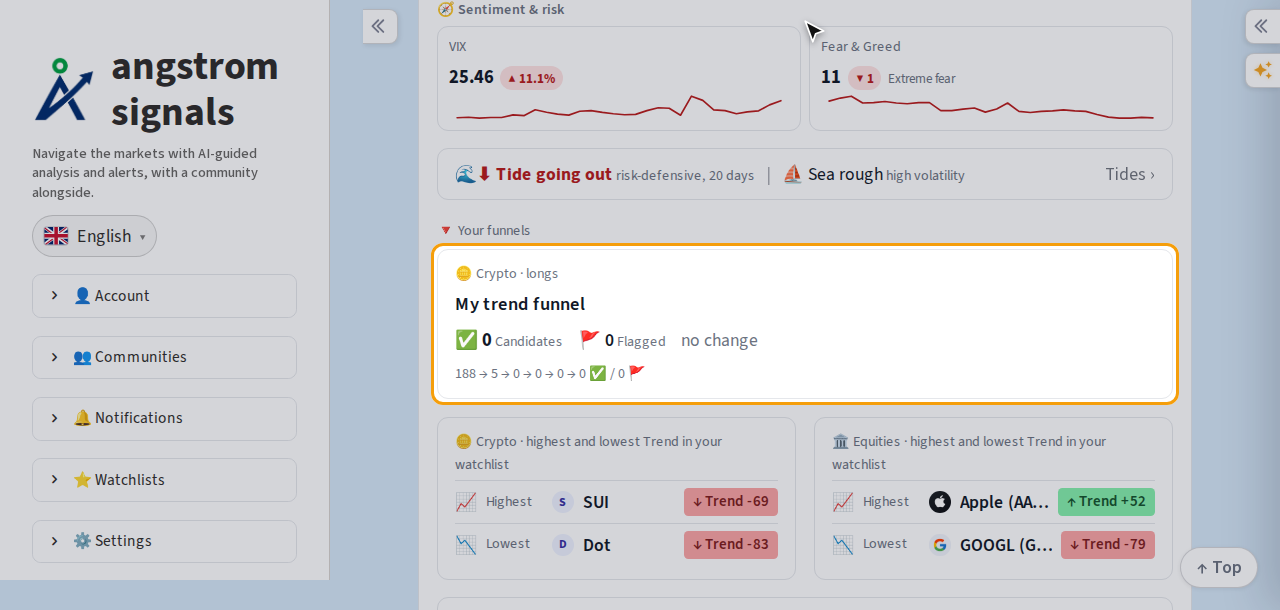 angstrom
signals
Navigate the markets with AI-guided
analysis and alerts, with a community
alongside.
English ▾
👤 Account
👥 Communities
🔔 Notifications
⭐ Watchlists
⚙️ Settings
🧭 Sentiment & risk
VIX
25.46 ▲ 11.1%
Fear & Greed
11 ▼ 1 Extreme fear
🌊⬇ Tide going out risk-defensive, 20 days | ⛵ Sea rough high volatility Tides ›
🔻 Your funnels
🪙 Crypto · longs
My trend funnel
✅ 0 Candidates 🚩 0 Flagged no change
188 → 5 → 0 → 0 → 0 → 0 ✅ / 0 🚩
🪙 Crypto · highest and lowest Trend in your
watchlist
📈 Highest S SUI ↓ Trend -69
📉 Lowest D Dot ↓ Trend -83
🏛️ Equities · highest and lowest Trend in your
watchlist
📈 Highest Apple (AA... ↑ Trend +52
📉 Lowest G GOOGL (G... ↓ Trend -79
↑ Top